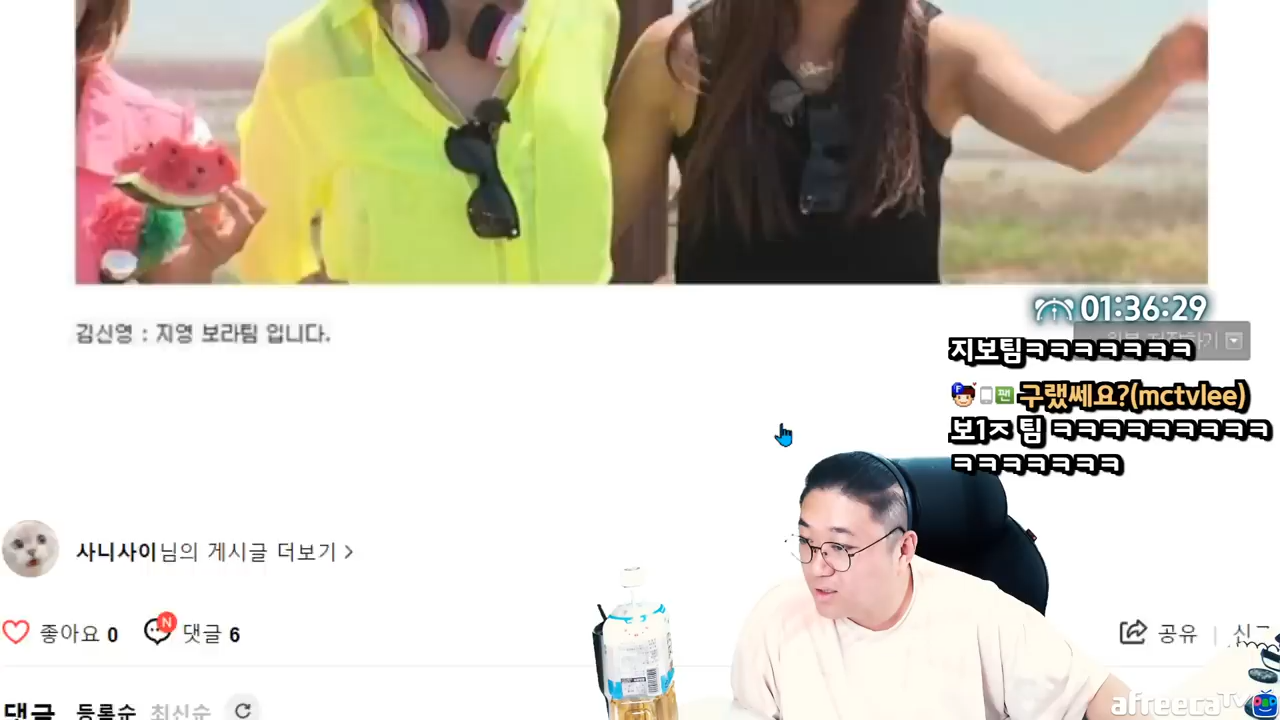 김신영 : 지영 보라팀 입니다.
01:36:29
지보팀ㅋㅋㅋㅋㅋㅋㅋ
구랬쎄요?(mctvlee)
보1ㅈ 팀 ㅋㅋㅋㅋㅋㅋㅋㅋㅋ
ㅋㅋㅋㅋㅋㅋㅋ
사니사이님의 게시글 더보기 >
좋아요 0 댓글 6
N
공유
댓글 등록순 최신순
afreecaTV